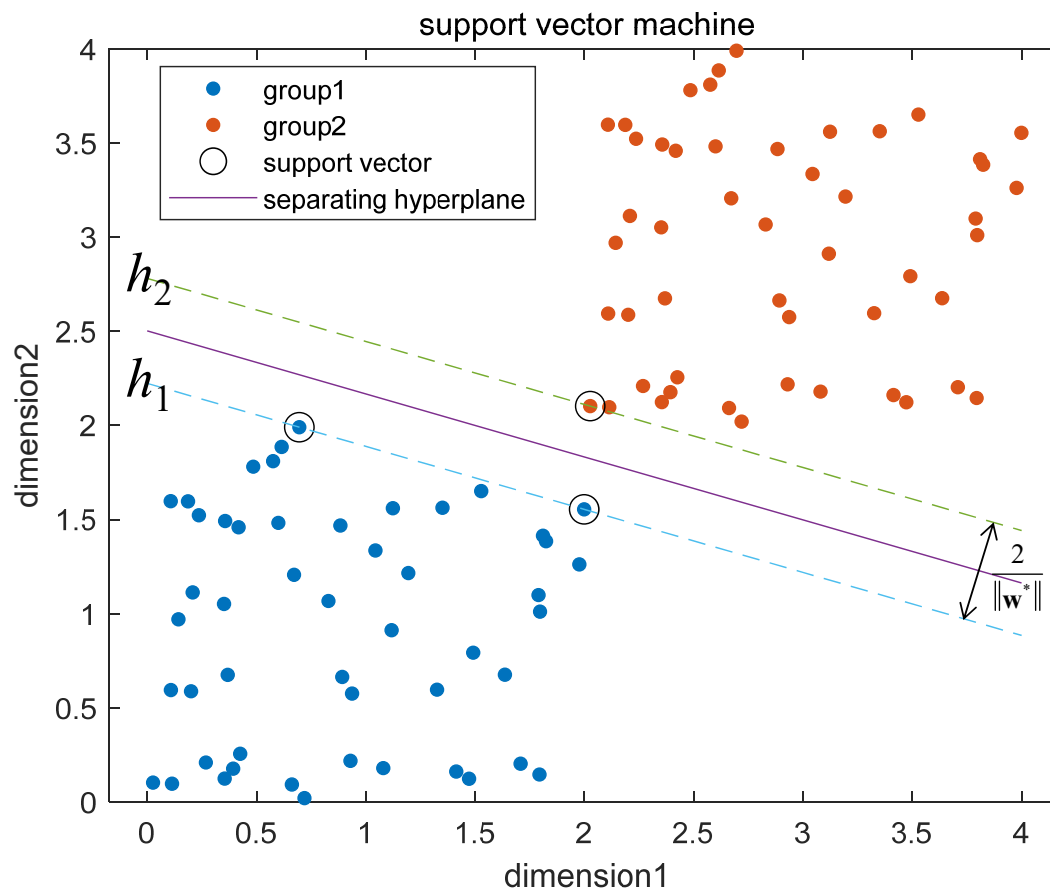 support vector machine
group1
group2
support vector
separating hyperplane
4
3.5
3
2.5
2
1.5
1
0.5
0
dimension2
h₂
h₁
2
‖w*‖
0
0.5
1
1.5
2
2.5
3
3.5
4
dimension1